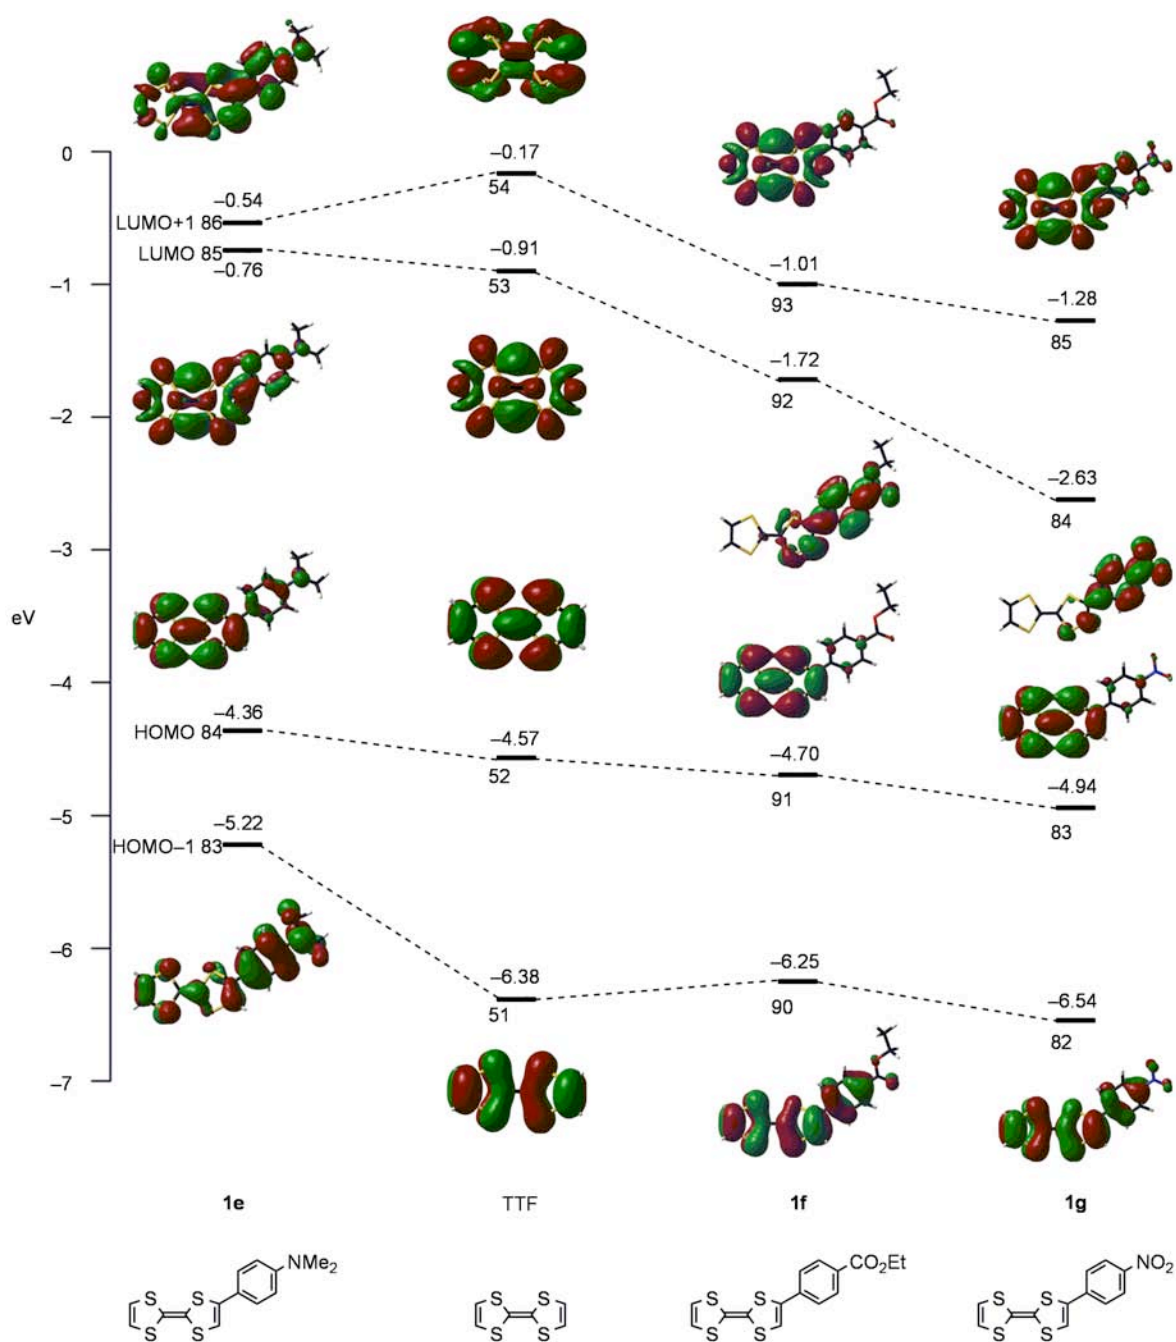 0
–1
–2
–3
eV
–4
–5
–6
–7
–0.54
LUMO+1 86
LUMO 85
–0.76
–4.36
HOMO 84
–5.22
HOMO–1 83
–0.17
54
–0.91
53
–4.57
52
–6.38
51
–1.01
93
–1.72
92
–4.70
91
–6.25
90
–1.28
85
–2.63
84
–4.94
83
–6.54
82
1e
TTF
1f
1g
NMe2
S S
S S
S S
S S
CO2Et
S S
S S
NO2
S S
S S